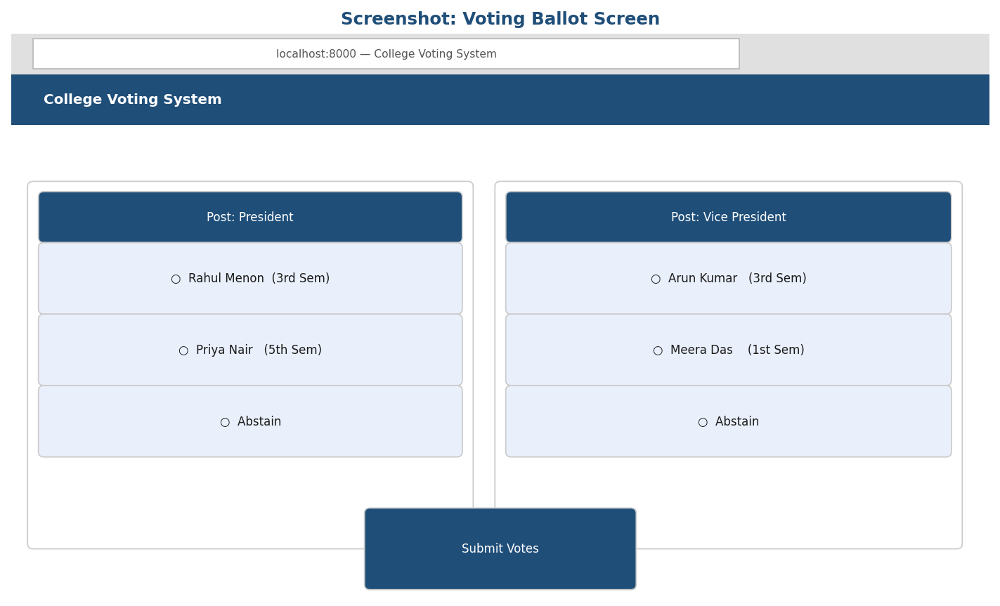 Screenshot: Voting Ballot Screen
localhost:8000 — College Voting System
College Voting System
Post: President
○ Rahul Menon (3rd Sem)
○ Priya Nair (5th Sem)
○ Abstain
Post: Vice President
○ Arun Kumar (3rd Sem)
○ Meera Das (1st Sem)
○ Abstain
Submit Votes